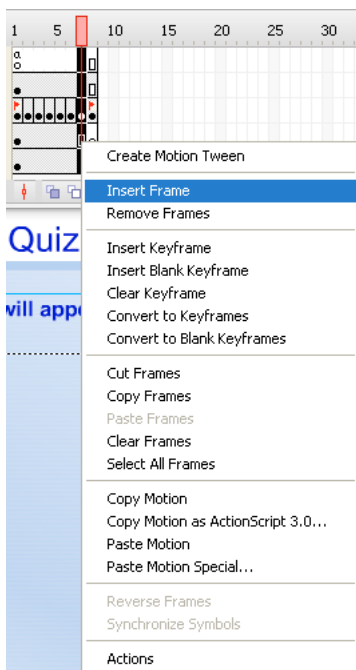 1 5 10 15 20 25 30
a
Create Motion Tween
Insert Frame
Remove Frames
Quiz
Insert Keyframe
Insert Blank Keyframe
Clear Keyframe
will appe
Convert to Keyframes
Convert to Blank Keyframes
Cut Frames
Copy Frames
Paste Frames
Clear Frames
Select All Frames
Copy Motion
Copy Motion as ActionScript 3.0...
Paste Motion
Paste Motion Special...
Reverse Frames
Synchronize Symbols
Actions